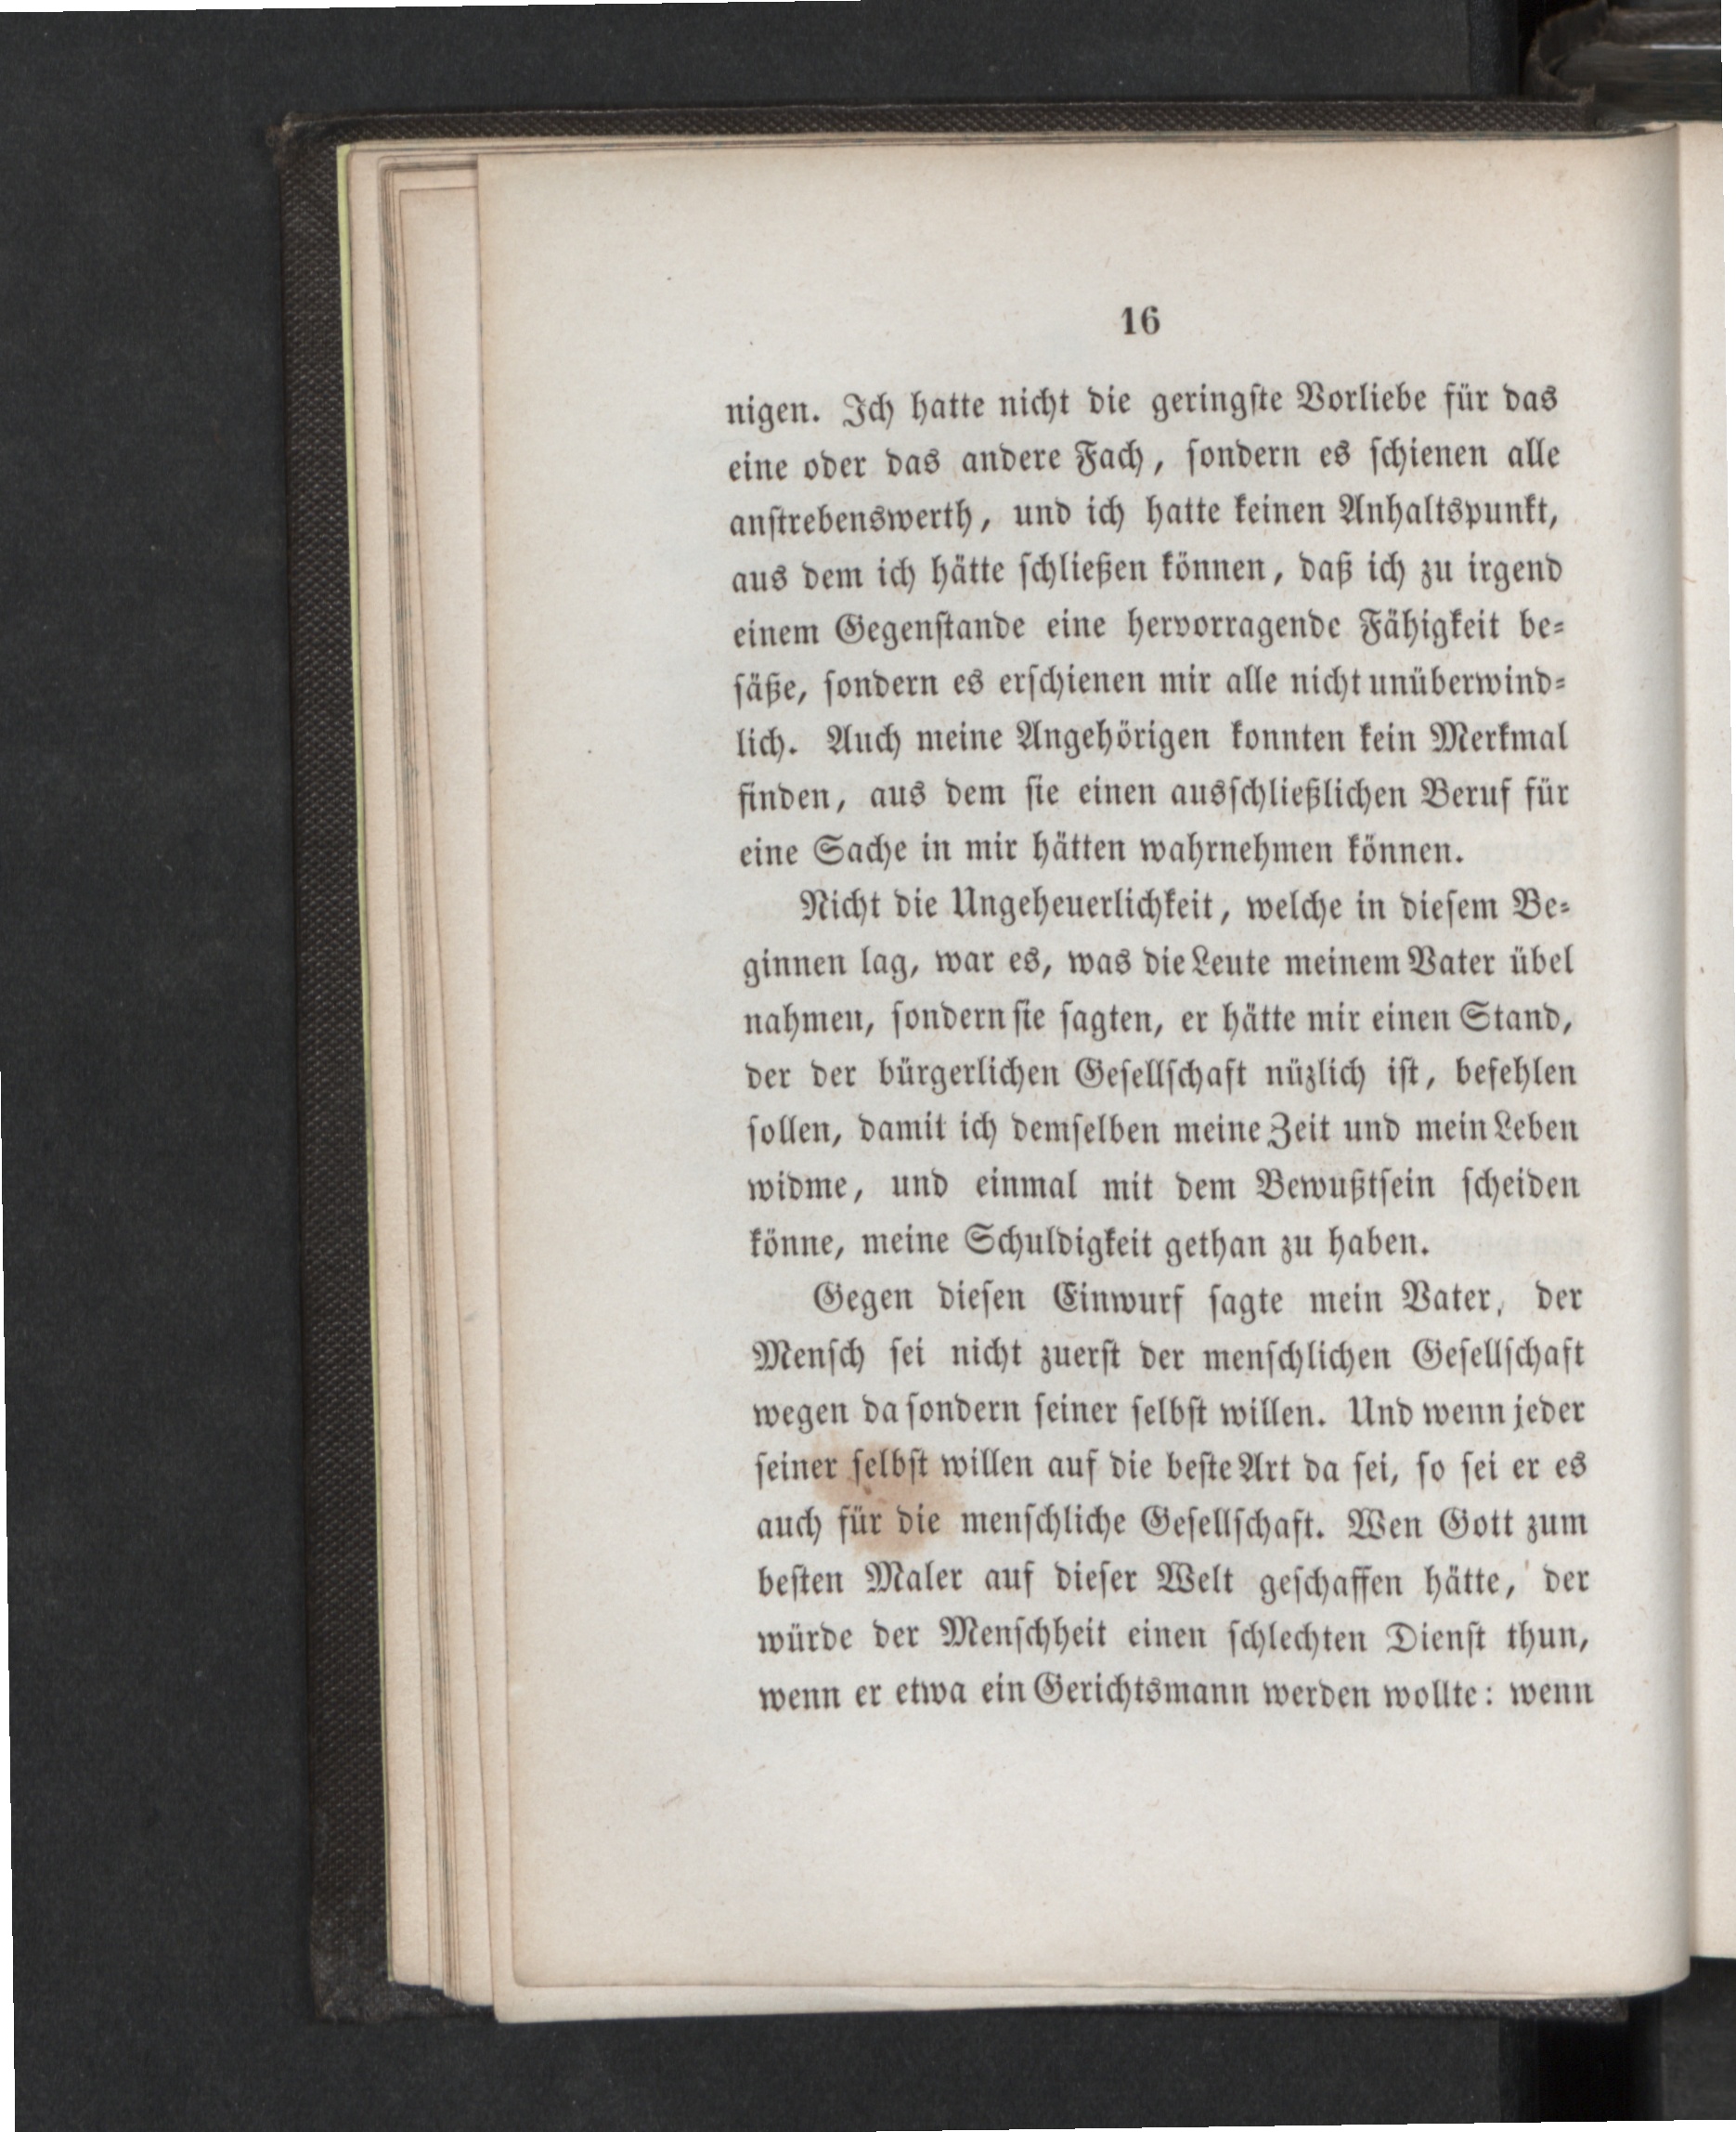 16
nigen. Ich hatte nicht die geringſte Vorliebe für das
eine oder das andere Fach, ſondern es ſchienen alle
anſtrebenswerth, und ich hatte keinen Anhaltspunkt,
aus dem ich hätte ſchließen können, daß ich zu irgend
einem Gegenſtande eine hervorragende Fähigkeit be⸗
ſäße, ſondern es erſchienen mir alle nicht unüberwind⸗
lich. Auch meine Angehörigen konnten kein Merkmal
finden, aus dem ſie einen ausſchließlichen Beruf für
eine Sache in mir hätten wahrnehmen können.
Nicht die Ungeheuerlichkeit, welche in dieſem Be⸗
ginnen lag, war es, was die Leute meinem Vater übel
nahmen, ſondern ſie ſagten, er hätte mir einen Stand,
der der bürgerlichen Geſellſchaft nüzlich iſt, befehlen
ſollen, damit ich demſelben meine Zeit und mein Leben
widme, und einmal mit dem Bewußtſein ſcheiden
könne, meine Schuldigkeit gethan zu haben.
Gegen dieſen Einwurf ſagte mein Vater, der
Menſch ſei nicht zuerſt der menſchlichen Geſellſchaft
wegen da ſondern ſeiner ſelbſt willen. Und wenn jeder
ſeiner ſelbſt willen auf die beſte Art da ſei, ſo ſei er es
auch für die menſchliche Geſellſchaft. Wen Gott zum
beſten Maler auf dieſer Welt geſchaffen hätte, der
würde der Menſchheit einen ſchlechten Dienſt thun,
wenn er etwa ein Gerichtsmann werden wollte: wenn